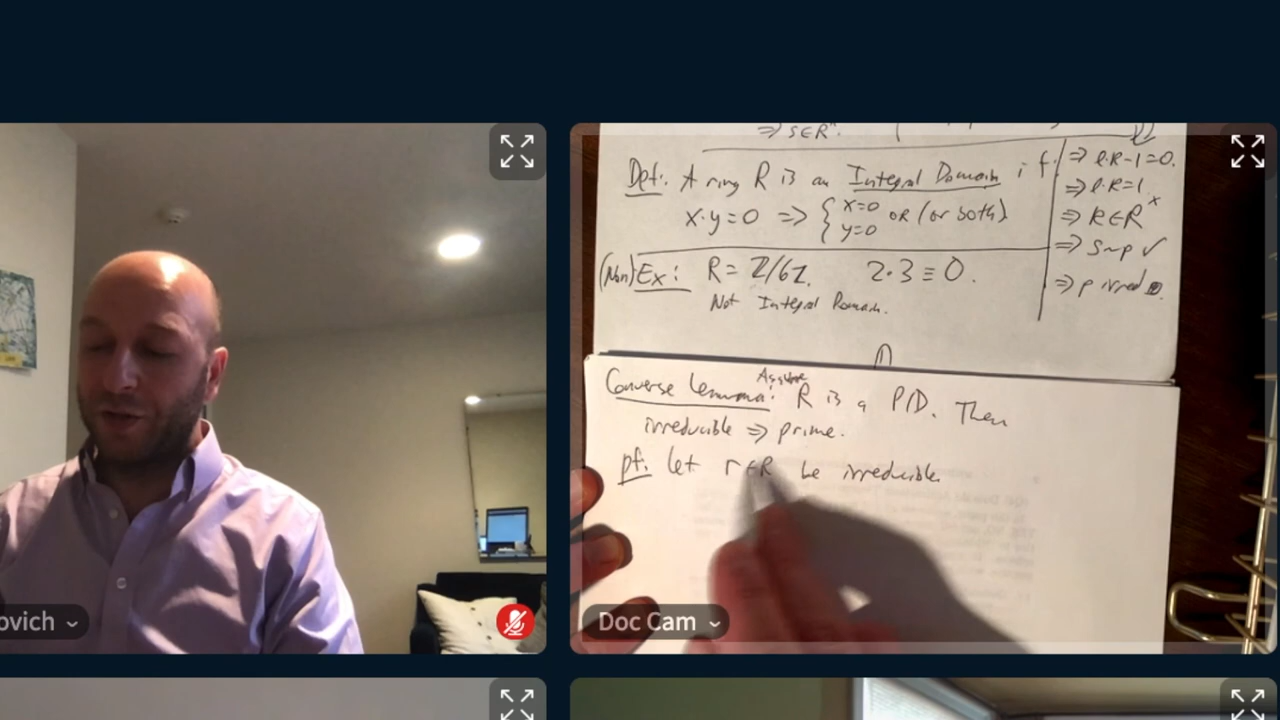 ⇒ S∈Rˣ.
Def: A ring R is an Integral Domain if
x·y=0 ⇒ { x=0 OR (or both)
y=0
(Non) Ex: R = Z/6Z. 2·3 ≡ 0.
Not Integral Domain.
⇒ l·R-1=0.
⇒ l·R=1
⇒ R∈Rˣ
⇒ S~p ✓
⇒ p irred
Converse Lemma: Assume R is a PID. Then
irreducible ⇒ prime.
pf: Let r∈R be irreducible.
ovich
Doc Cam